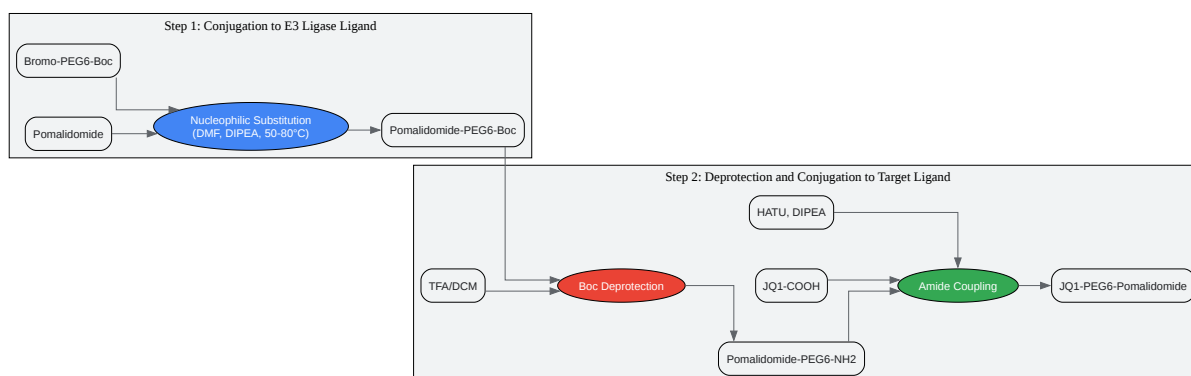 Step 1: Conjugation to E3 Ligase Ligand
Bromo-PEG6-Boc
Pomalidomide
Nucleophilic Substitution
(DMF, DIPEA, 50-80°C)
Pomalidomide-PEG6-Boc
Step 2: Deprotection and Conjugation to Target Ligand
HATU, DIPEA
TFA/DCM
Boc Deprotection
JQ1-COOH
Amide Coupling
JQ1-PEG6-Pomalidomide
Pomalidomide-PEG6-NH2